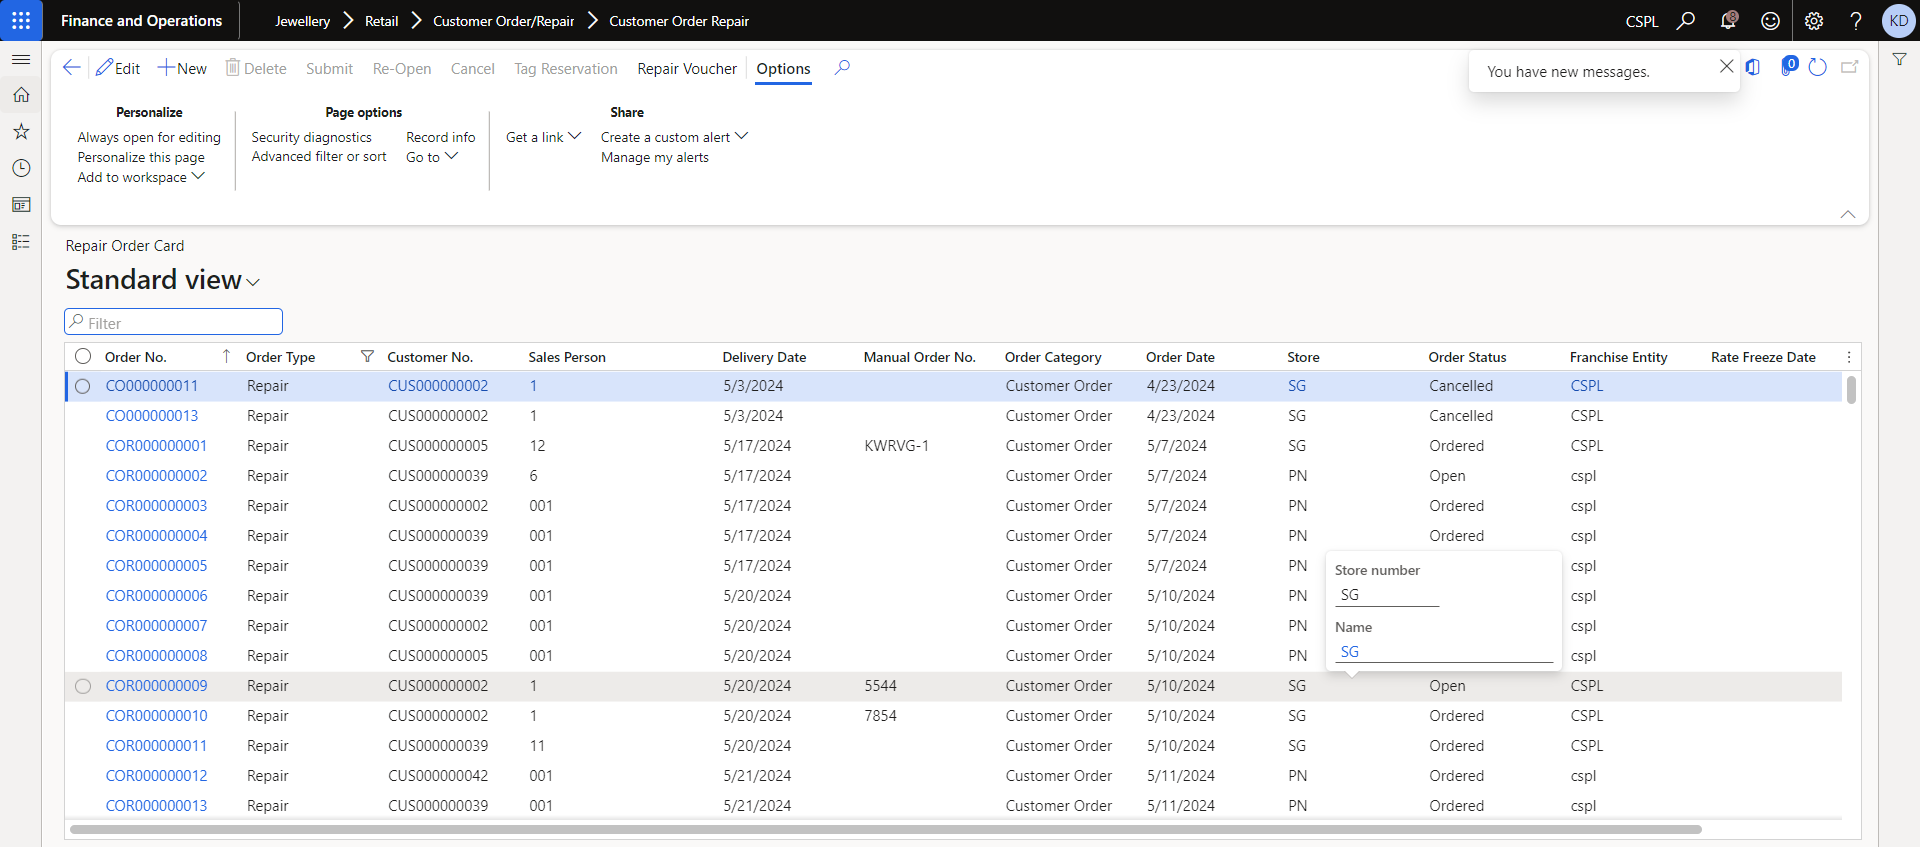 Finance and Operations Jewellery Retail Customer Order/Repair Customer Order Repair CSPL 8 ? KD
Edit New Delete Submit Re-Open Cancel Tag Reservation Repair Voucher Options You have new messages. 0
Personalize Page options Share
Always open for editing Security diagnostics Record info Get a link Create a custom alert
Personalize this page Advanced filter or sort Go to Manage my alerts
Add to workspace
Repair Order Card
Standard view
Filter
Order No. Order Type Customer No. Sales Person Delivery Date Manual Order No. Order Category Order Date Store Order Status Franchise Entity Rate Freeze Date
CO000000011 Repair CUS000000002 1 5/3/2024 Customer Order 4/23/2024 SG Cancelled CSPL
CO000000013 Repair CUS000000002 1 5/3/2024 Customer Order 4/23/2024 SG Cancelled CSPL
COR000000001 Repair CUS000000005 12 5/17/2024 KWRVG-1 Customer Order 5/7/2024 SG Ordered CSPL
COR000000002 Repair CUS000000039 6 5/17/2024 Customer Order 5/7/2024 PN Open cspl
COR000000003 Repair CUS000000002 001 5/17/2024 Customer Order 5/7/2024 PN Ordered cspl
COR000000004 Repair CUS000000039 001 5/17/2024 Customer Order 5/7/2024 PN Ordered cspl
COR000000005 Repair CUS000000039 001 5/17/2024 Customer Order 5/7/2024 PN cspl
Store number
COR000000006 Repair CUS000000039 001 5/20/2024 Customer Order 5/10/2024 PN SG cspl
COR000000007 Repair CUS000000002 001 5/20/2024 Customer Order 5/10/2024 PN Name cspl
COR000000008 Repair CUS000000005 001 5/20/2024 Customer Order 5/10/2024 PN SG cspl
COR000000009 Repair CUS000000002 1 5/20/2024 5544 Customer Order 5/10/2024 SG Open CSPL
COR000000010 Repair CUS000000002 1 5/20/2024 7854 Customer Order 5/10/2024 SG Ordered CSPL
COR000000011 Repair CUS000000039 11 5/20/2024 Customer Order 5/10/2024 SG Ordered CSPL
COR000000012 Repair CUS000000042 001 5/21/2024 Customer Order 5/11/2024 PN Ordered cspl
COR000000013 Repair CUS000000039 001 5/21/2024 Customer Order 5/11/2024 PN Ordered cspl